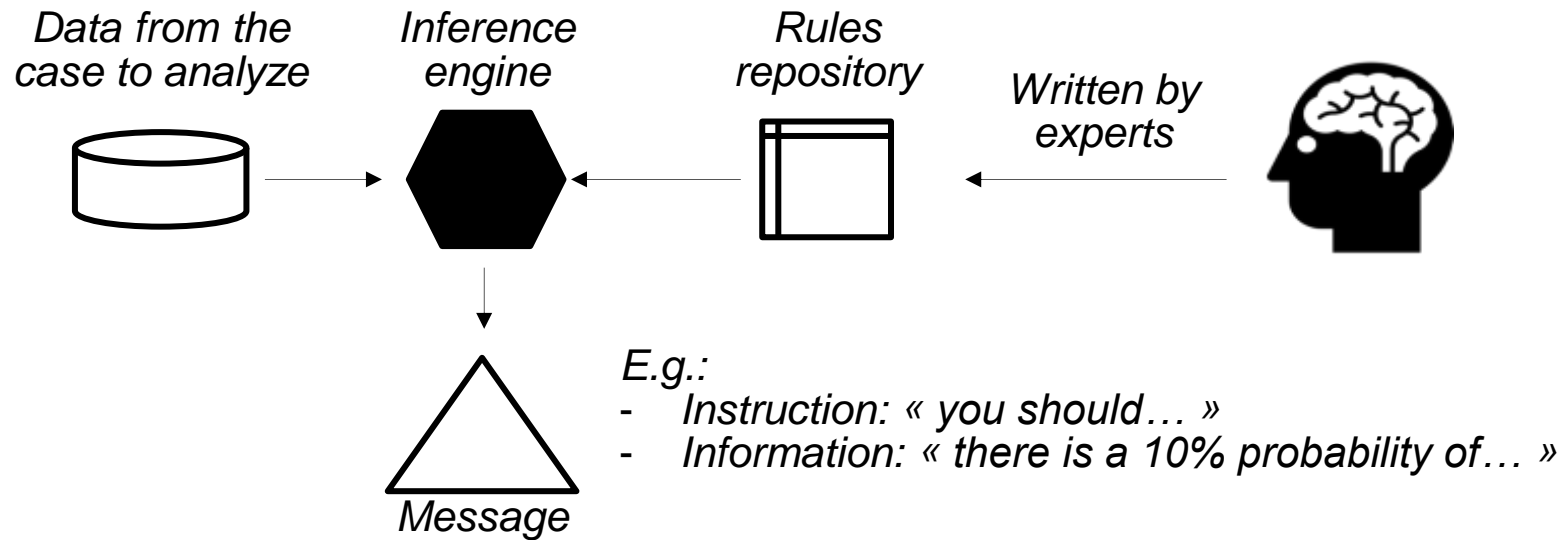 Data from the
case to analyze
Inference
engine
Rules
repository
Written by
experts
E.g.:
- Instruction: « you should… »
- Information: « there is a 10% probability of… »
Message